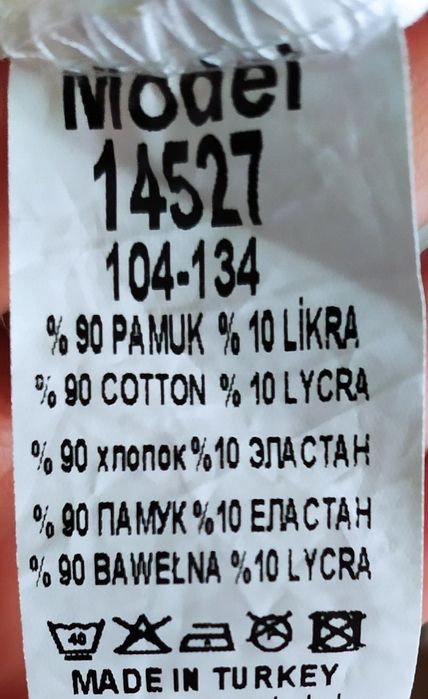 Model
14527
104-134
% 90 PAMUK % 10 LİKRA
% 90 COTTON % 10 LYCRA
% 90 хлопок %10 ЭЛАСТАН
% 90 ПАМУК %10 ЕЛАСТАН
% 90 BAWEŁNA %10 LYCRA
40
MADE IN TURKEY